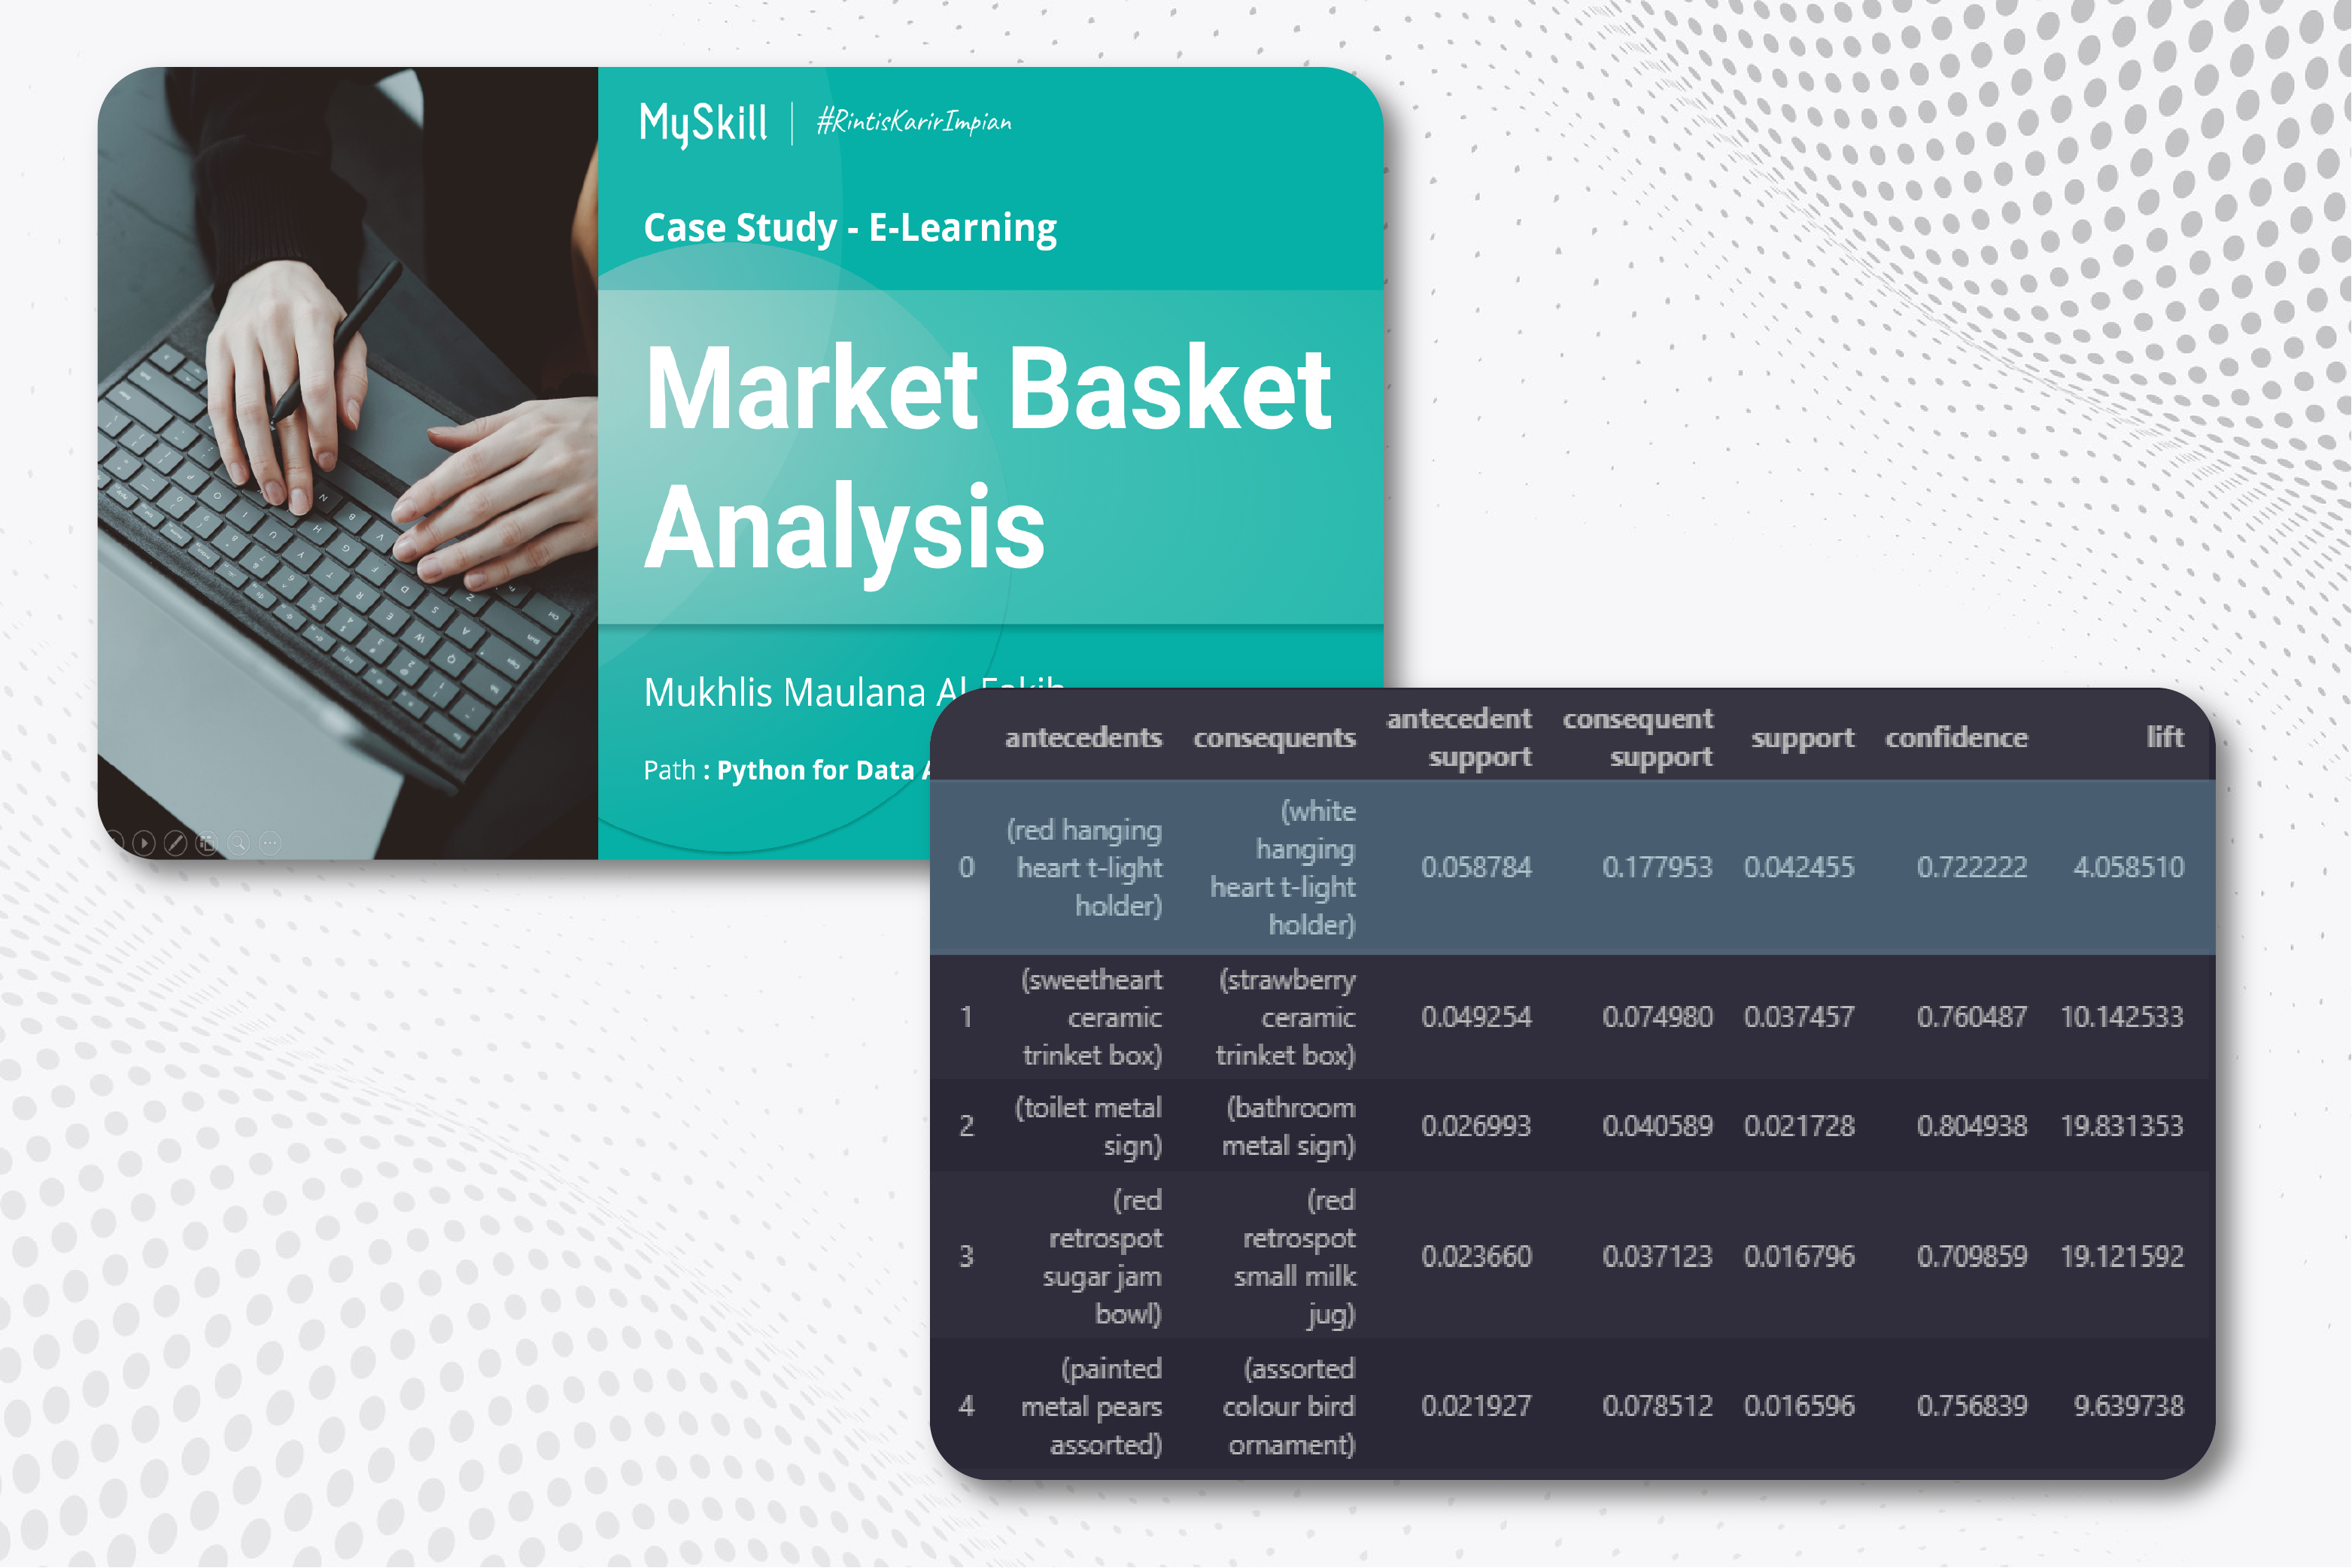 MySkill | #RintisKarirImpian
Case Study - E-Learning
Market Basket
Analysis
Mukhlis Maulana Al
Path : Python for Data
antecedents consequents antecedent support consequent support support confidence lift
0 (red hanging heart t-light holder) (white hanging heart t-light holder) 0.058784 0.177953 0.042455 0.722222 4.058510
1 (sweetheart ceramic trinket box) (strawberry ceramic trinket box) 0.049254 0.074980 0.037457 0.760487 10.142533
2 (toilet metal sign) (bathroom metal sign) 0.026993 0.040589 0.021728 0.804938 19.831353
3 (red retrospot sugar jam bowl) (red retrospot small milk jug) 0.023660 0.037123 0.016796 0.709859 19.121592
4 (painted metal pears assorted) (assorted colour bird ornament) 0.021927 0.078512 0.016596 0.756839 9.639738